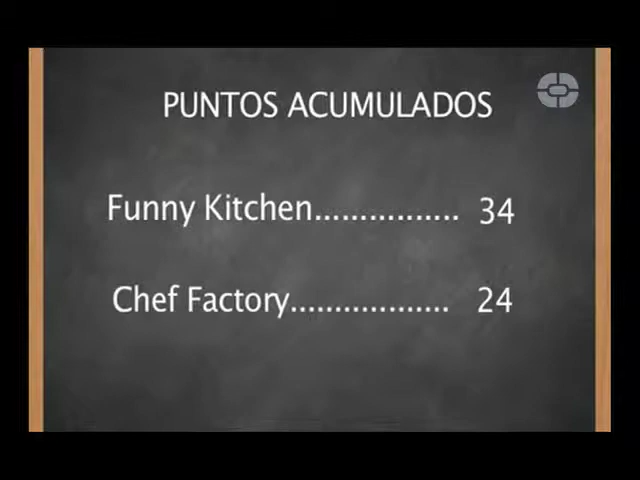 PUNTOS ACUMULADOS
Funny Kitchen................ 34
Chef Factory.................. 24